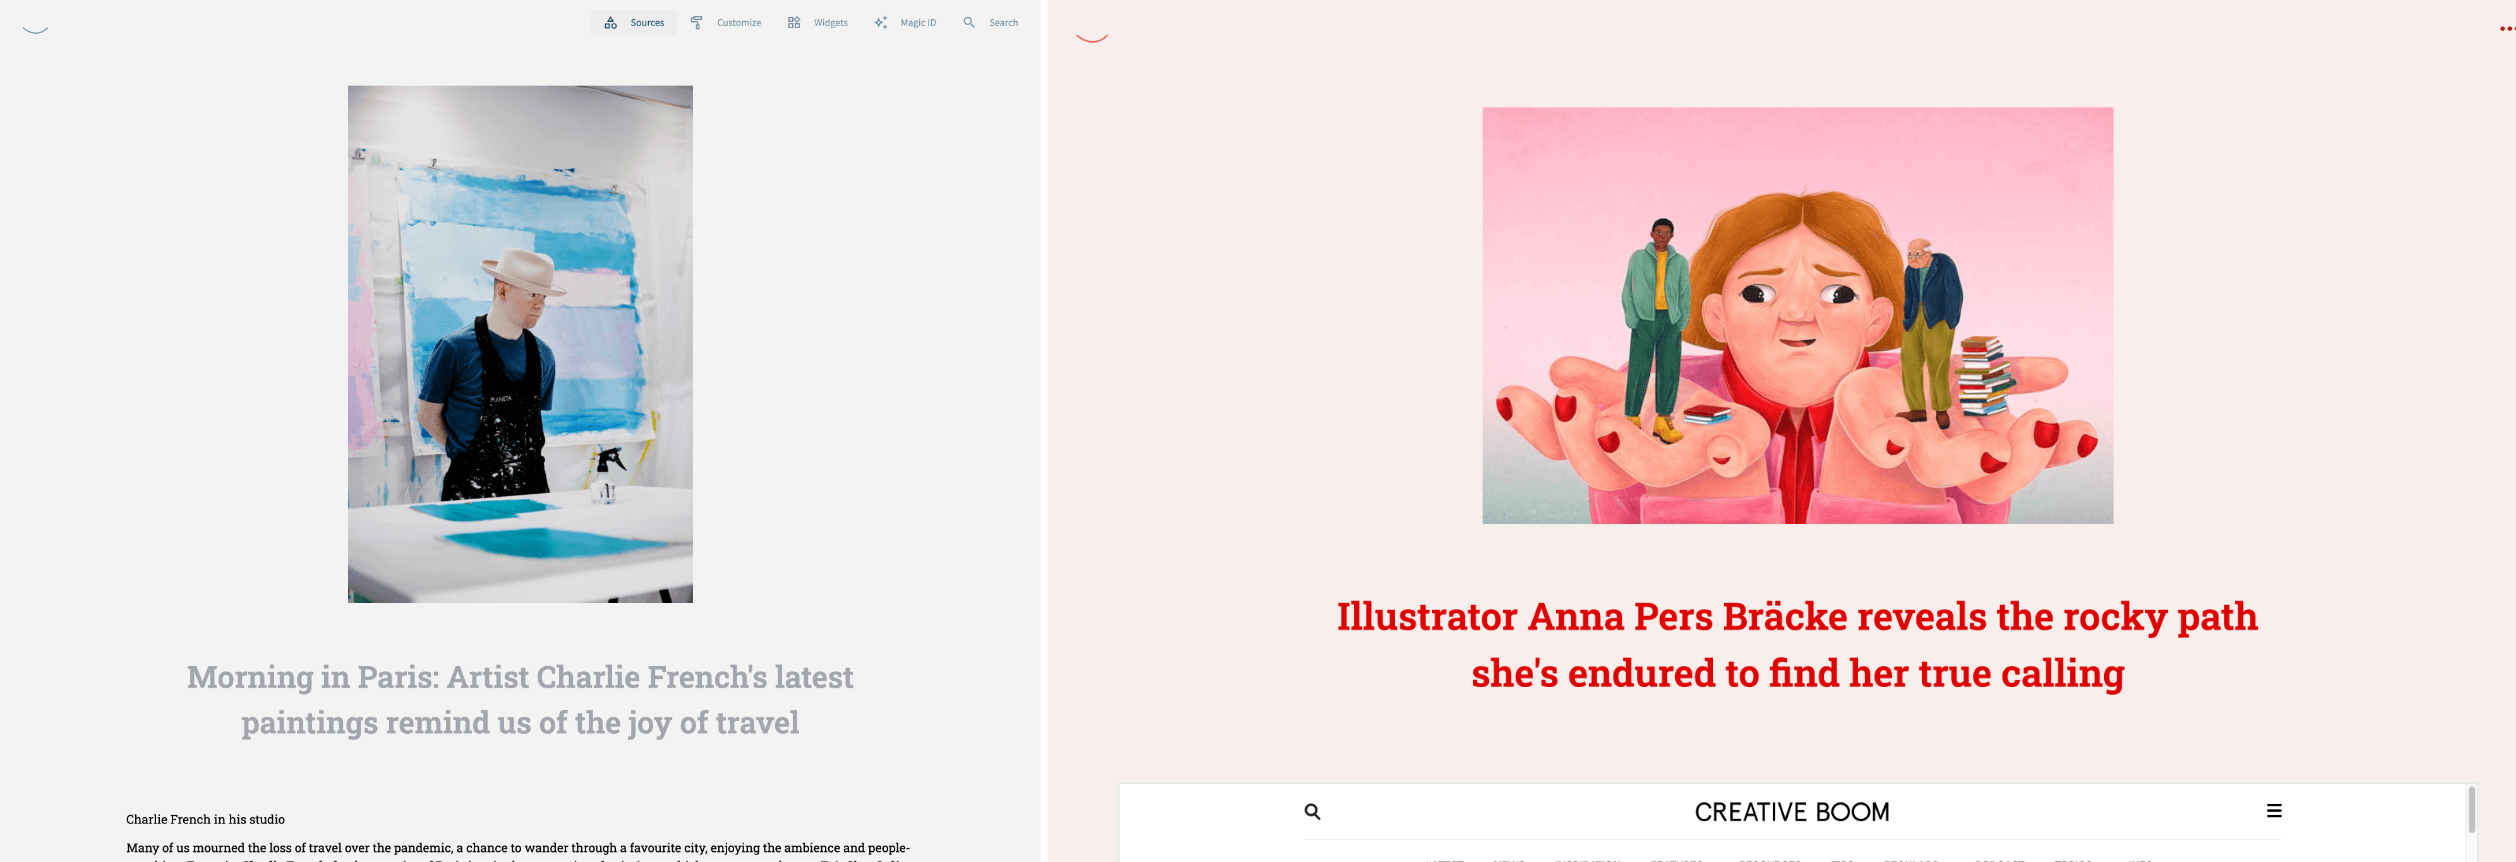 Sources
Customize
Widgets
Magic ID
Search
PLANETA
Morning in Paris: Artist Charlie French's latest
paintings remind us of the joy of travel
Charlie French in his studio
Many of us mourned the loss of travel over the pandemic, a chance to wander through a favourite city, enjoying the ambience and people-
Illustrator Anna Pers Bräcke reveals the rocky path
she's endured to find her true calling
CREATIVE BOOM